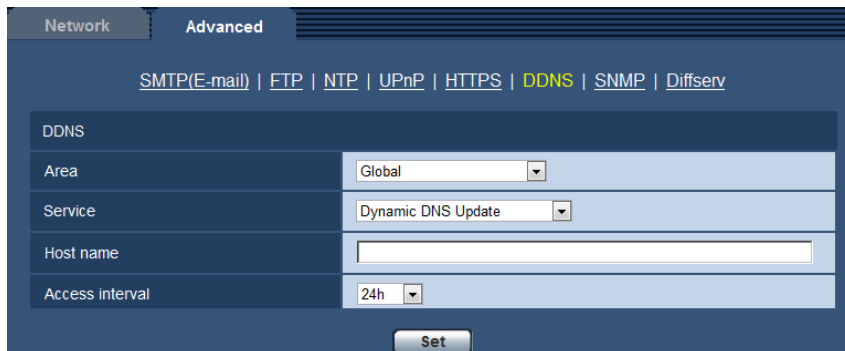 Network Advanced
SMTP(E-mail) | FTP | NTP | UPnP | HTTPS | DDNS | SNMP | Diffserv
DDNS
Area Global
Service Dynamic DNS Update
Host name
Access interval 24h
Set